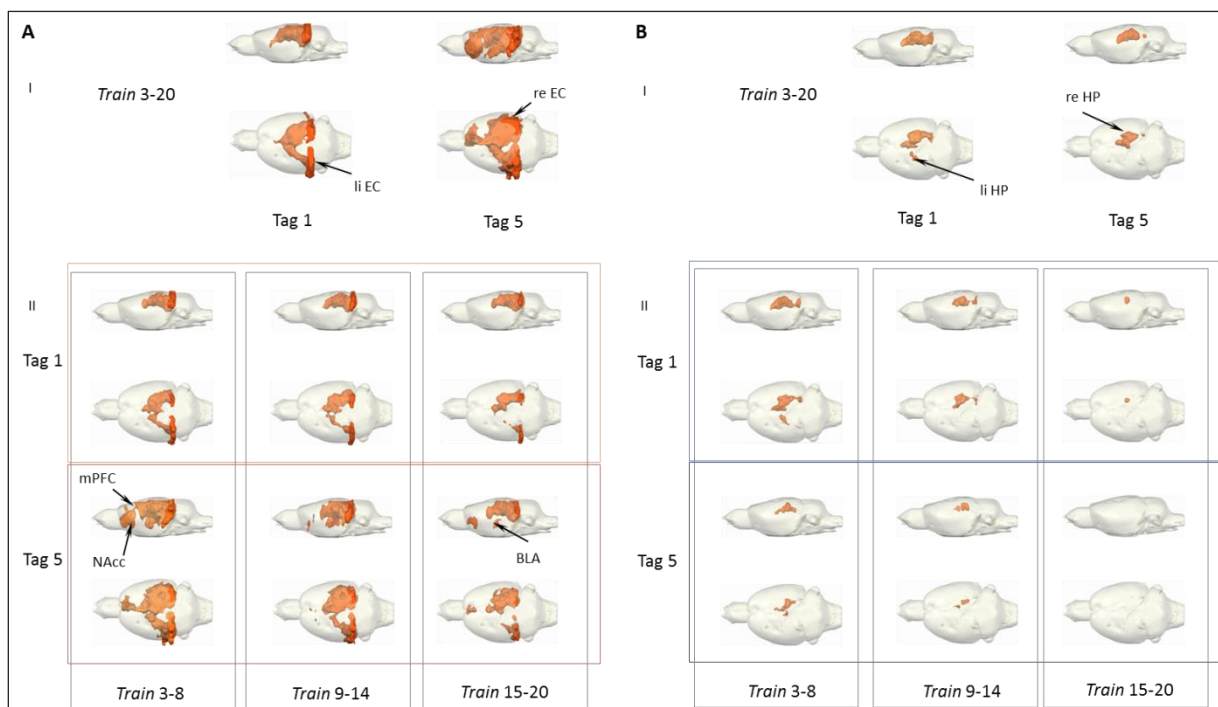 A
I
Train 3-20
re EC
li EC
Tag 1
Tag 5
II
Tag 1
mPFC
NAcc
BLA
Tag 5
Train 3-8
Train 9-14
Train 15-20
B
I
Train 3-20
re HP
li HP
Tag 1
Tag 5
II
Tag 1
Tag 5
Train 3-8
Train 9-14
Train 15-20